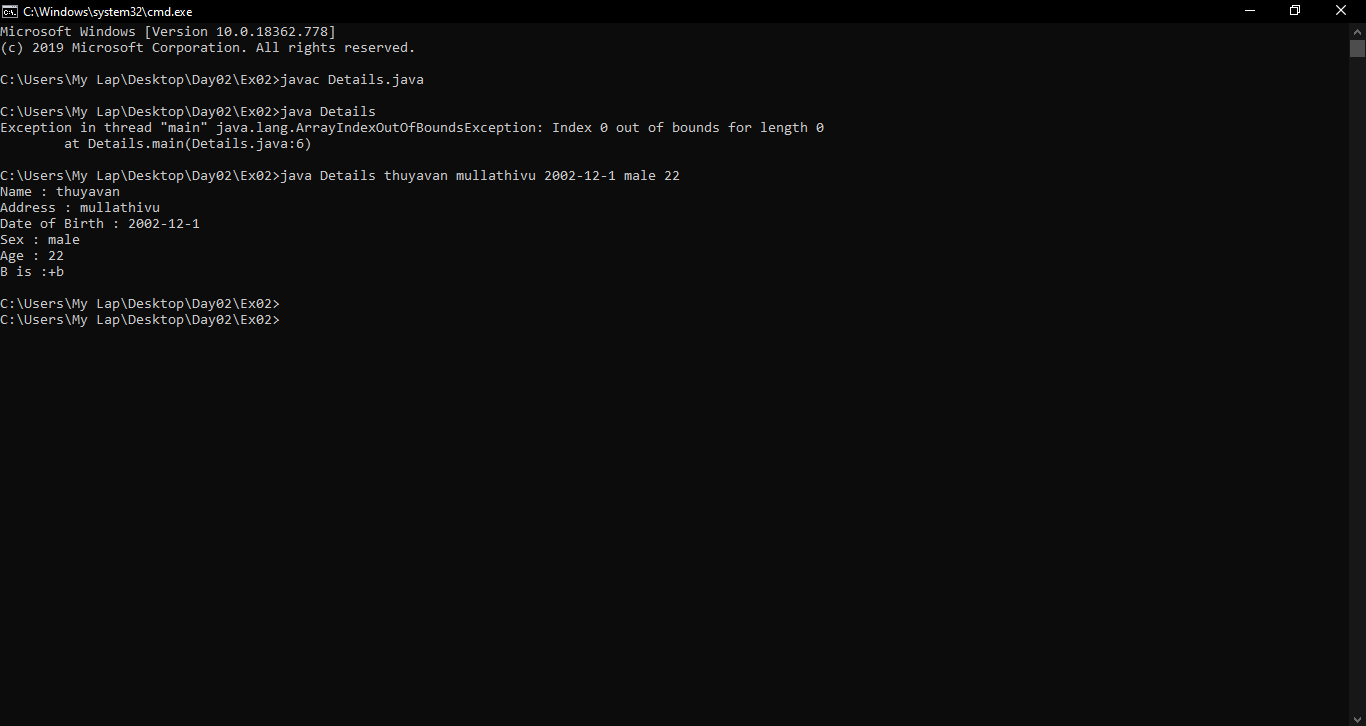 C:\Windows\system32\cmd.exe
Microsoft Windows [Version 10.0.18362.778]
(c) 2019 Microsoft Corporation. All rights reserved.
C:\Users\My Lap\Desktop\Day02\Ex02>javac Details.java
C:\Users\My Lap\Desktop\Day02\Ex02>java Details
Exception in thread "main" java.lang.ArrayIndexOutOfBoundsException: Index 0 out of bounds for length 0
        at Details.main(Details.java:6)
C:\Users\My Lap\Desktop\Day02\Ex02>java Details thuyavan mullathivu 2002-12-1 male 22
Name : thuyavan
Address : mullathivu
Date of Birth : 2002-12-1
Sex : male
Age : 22
B is :+b
C:\Users\My Lap\Desktop\Day02\Ex02>
C:\Users\My Lap\Desktop\Day02\Ex02>